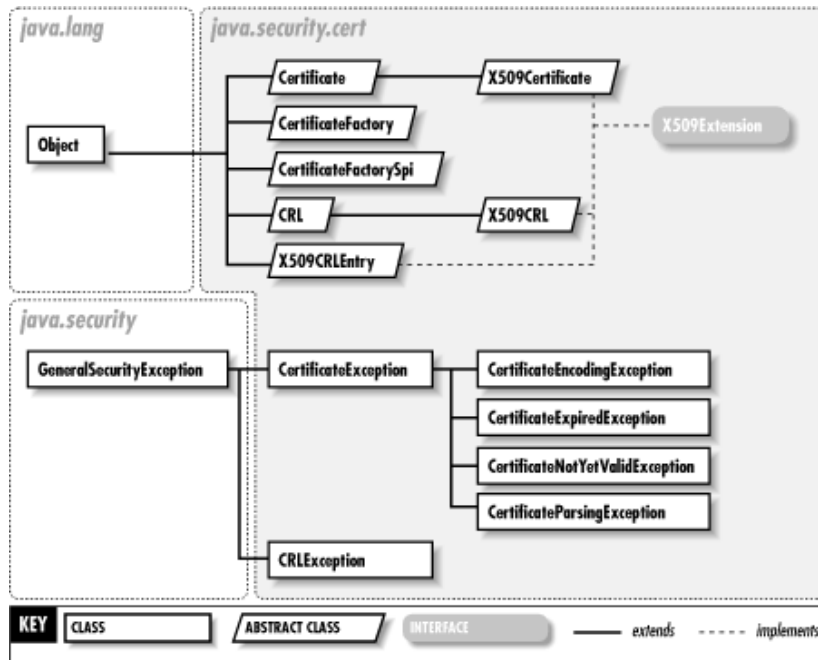 java.lang
java.security.cert
Certificate
X509Certificate
CertificateFactory
X509Extension
Object
CertificateFactorySpi
CRL
X509CRL
X509CRLEntry
java.security
GeneralSecurityException
CertificateException
CertificateEncodingException
CertificateExpiredException
CertificateNotYetValidException
CertificateParsingException
CRLException
KEY
CLASS
ABSTRACT CLASS
INTERFACE
extends
implements